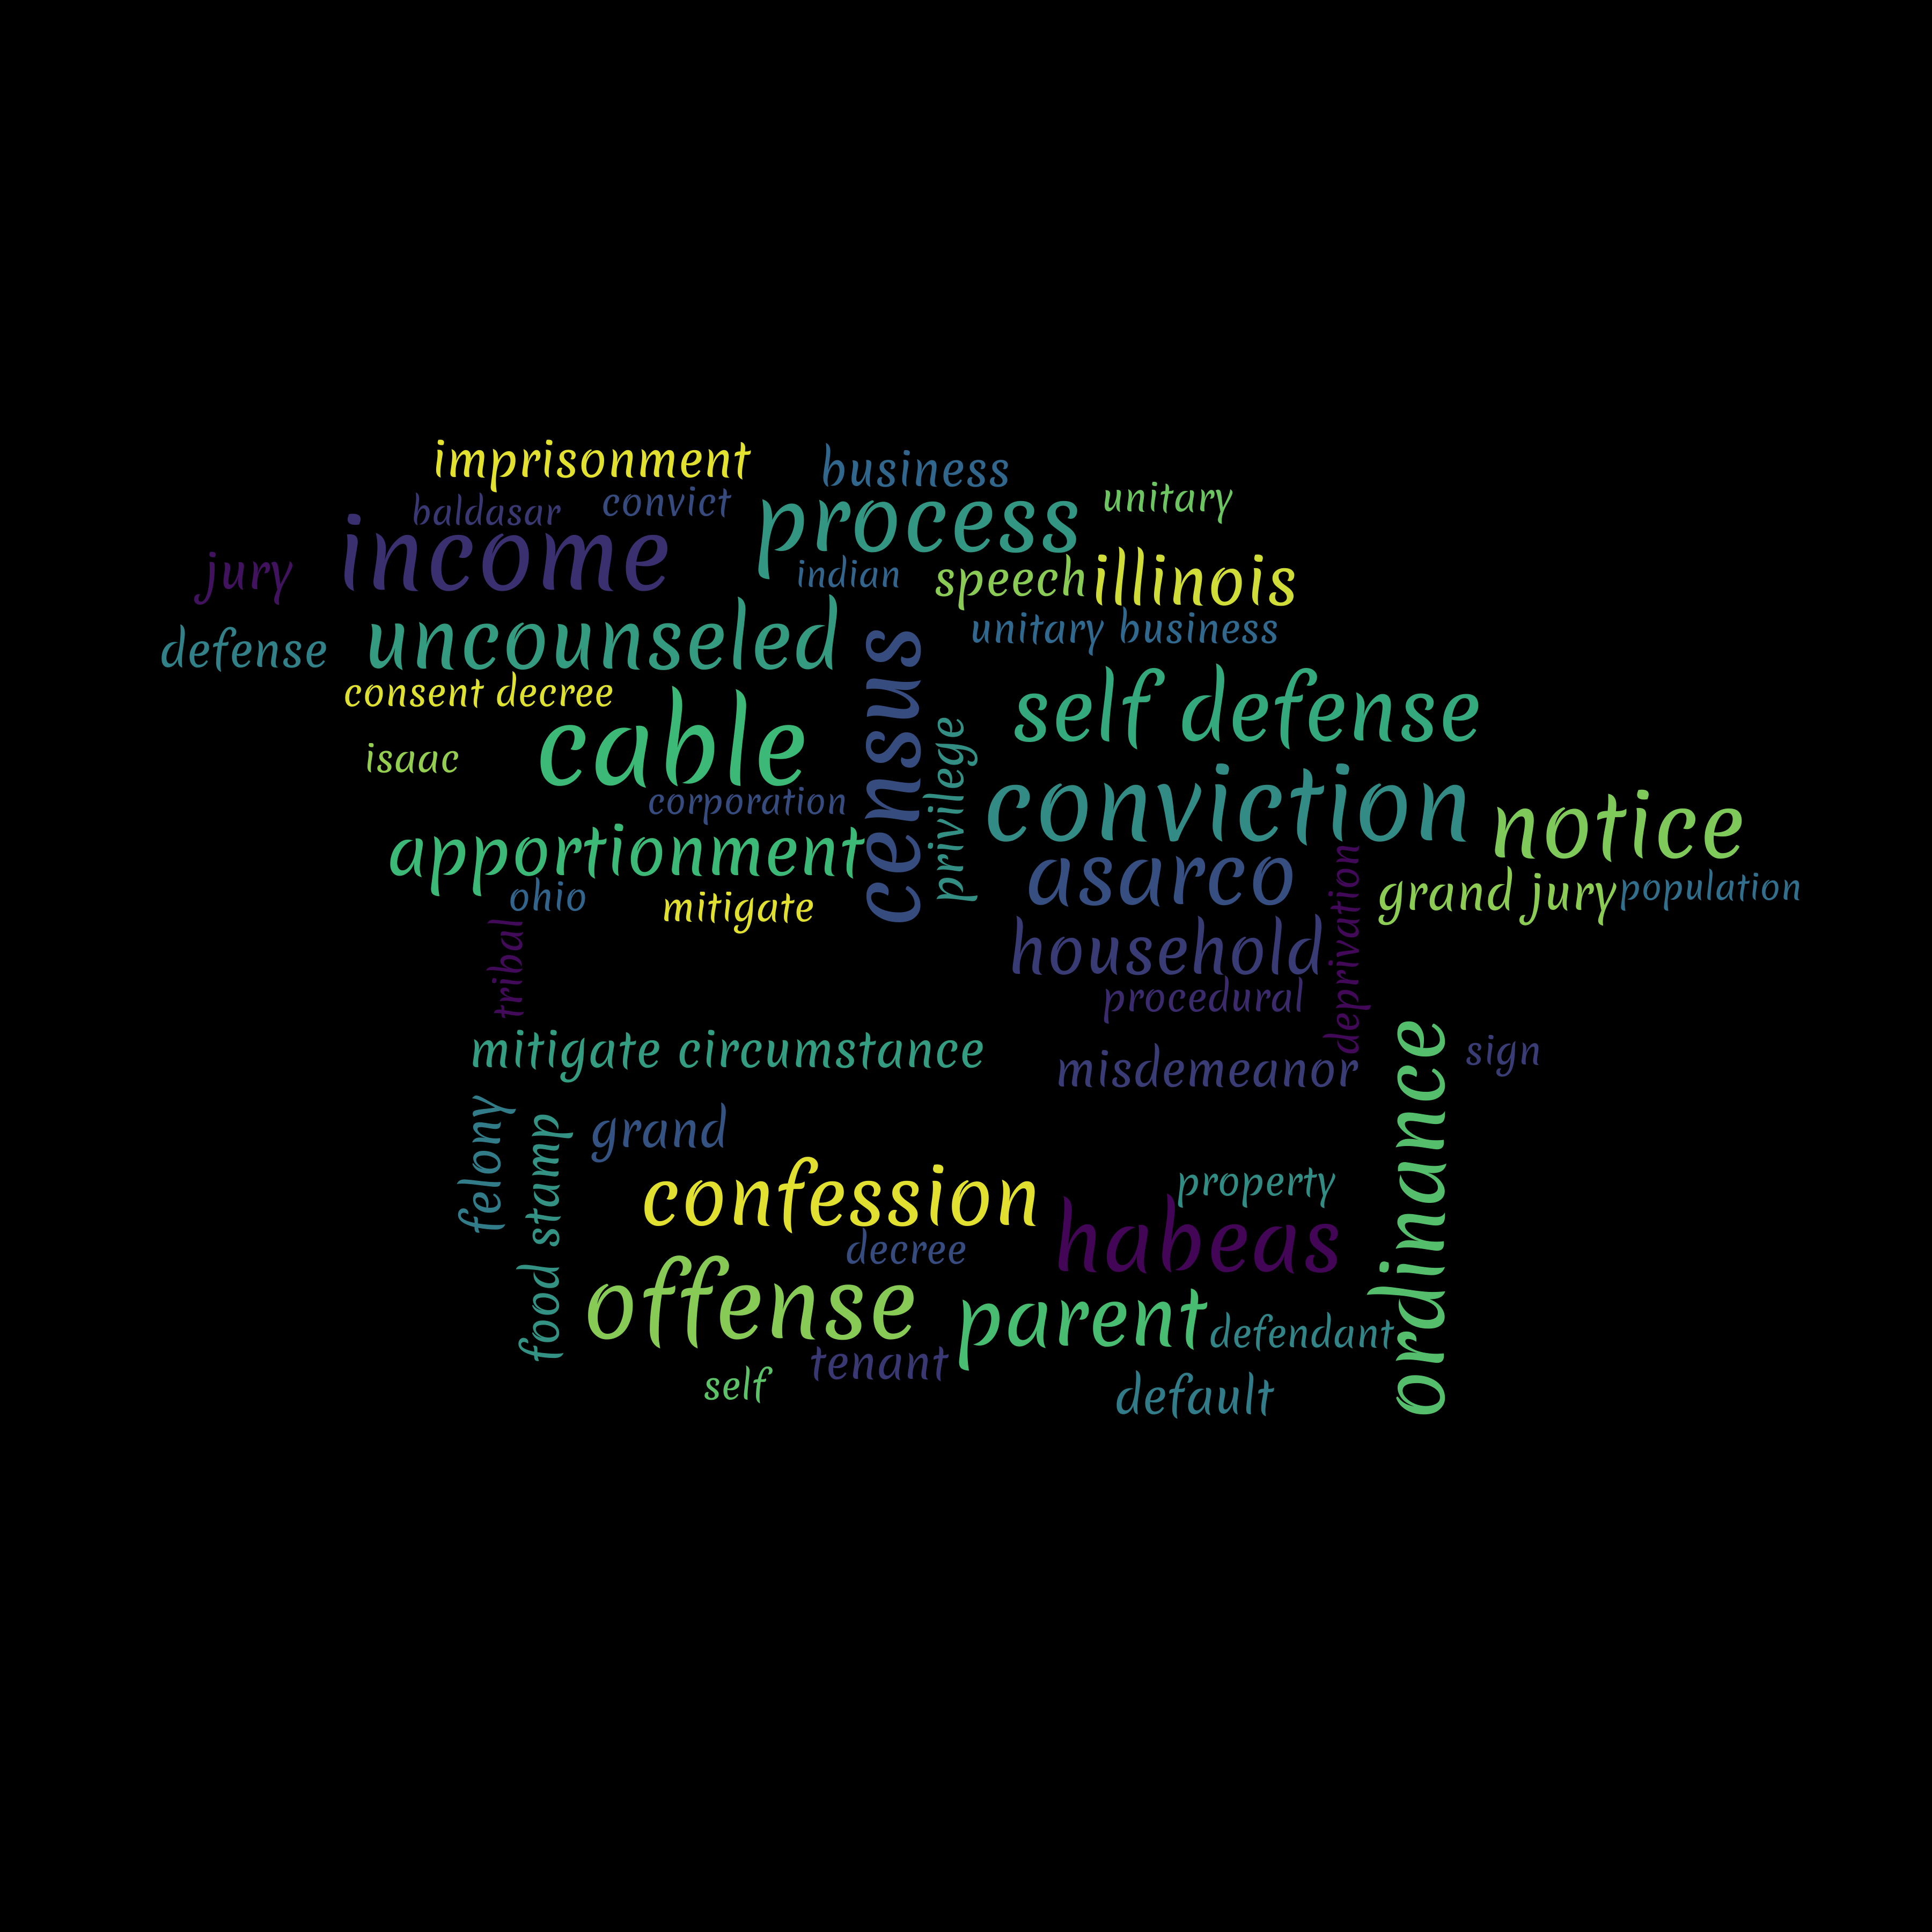 imprisonment
business
baldasar
convict
process
unitary
jury
income
indian
speech
illinois
defense
uncounseled
unitary business
consent decree
census
self defense
isaac
cable
privilege
corporation
conviction
notice
apportionment
asarco
deprivation
grand jury
population
ohio
mitigate
tribal
household
procedural
mitigate circumstance
misdemeanor
ordinance
sign
felony
food stamp
grand
confession
property
decree
habeas
offense
parent
defendant
self
tenant
default